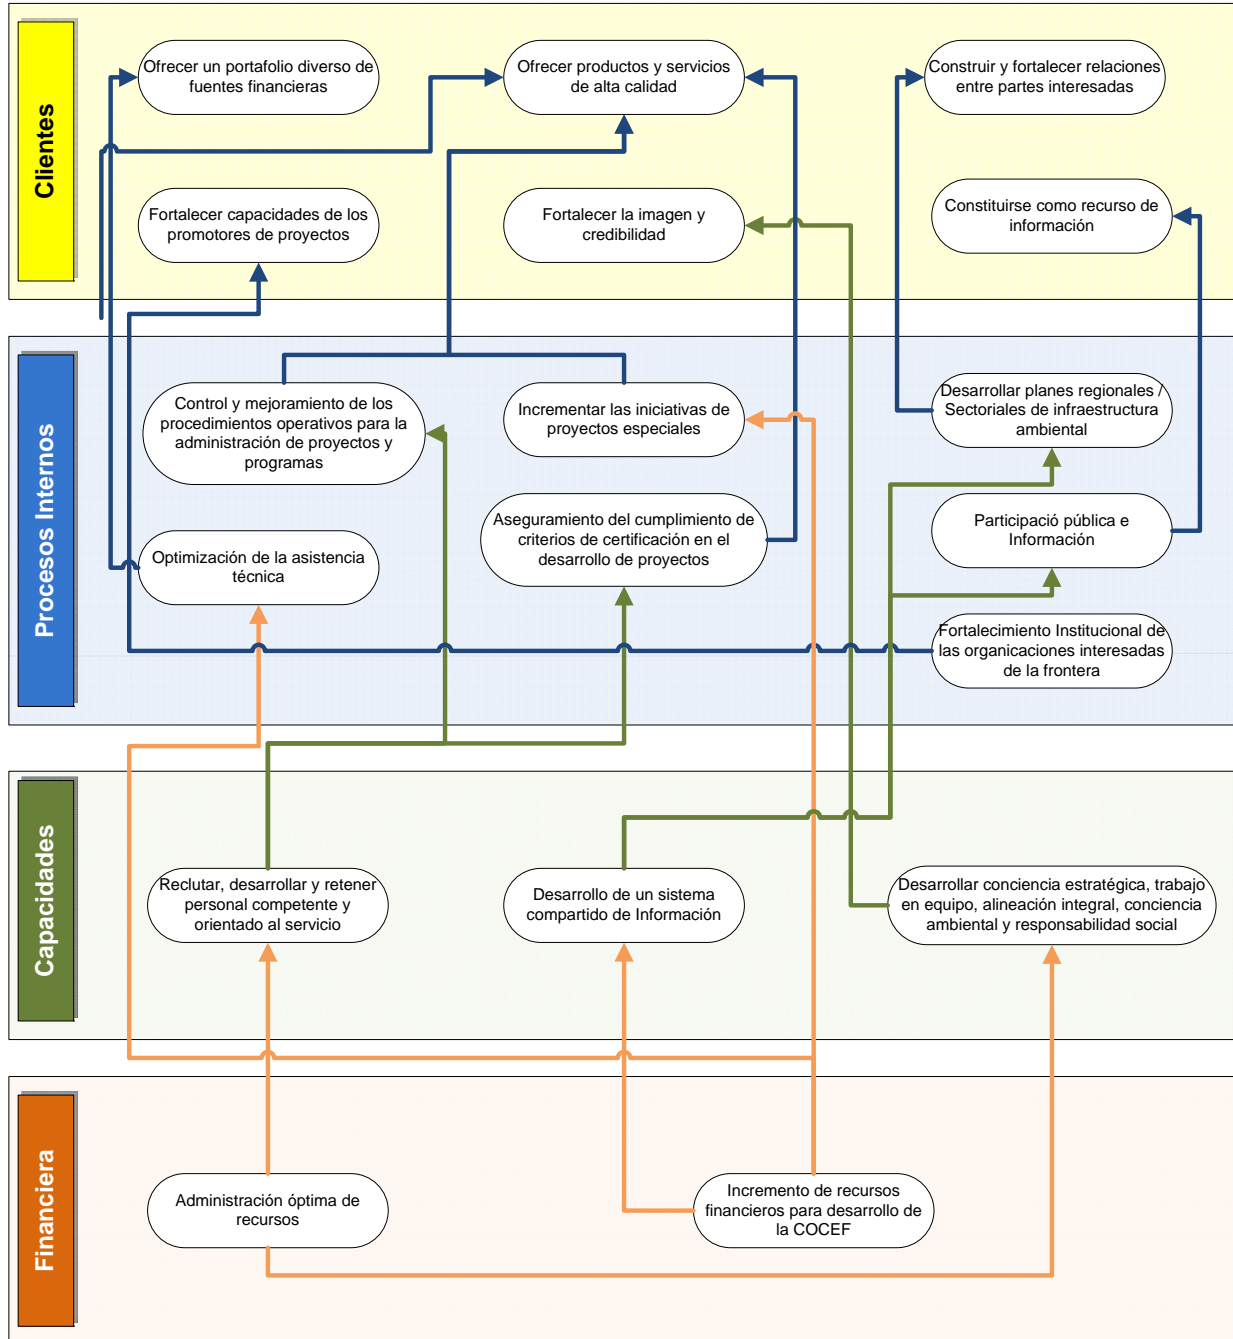 Clientes
Ofrecer un portafolio diverso de
fuentes financieras
Ofrecer productos y servicios
de alta calidad
Construir y fortalecer relaciones
entre partes interesadas
Fortalecer capacidades de los
promotores de proyectos
Fortalecer la imagen y
credibilidad
Constituirse como recurso de
información
Procesos Internos
Control y mejoramiento de los
procedimientos operativos para la
administración de proyectos y
programas
Incrementar las iniciativas de
proyectos especiales
Desarrollar planes regionales /
Sectoriales de infraestructura
ambiental
Optimización de la asistencia
técnica
Aseguramiento del cumplimiento de
criterios de certificación en el
desarrollo de proyectos
Participació pública e
Información
Fortalecimiento Institucional de
las organicaciones interesadas
de la frontera
Capacidades
Reclutar, desarrollar y retener
personal competente y
orientado al servicio
Desarrollo de un sistema
compartido de Información
Desarrollar conciencia estratégica, trabajo
en equipo, alineación integral, conciencia
ambiental y responsabilidad social
Financiera
Administración óptima de
recursos
Incremento de recursos
financieros para desarrollo de
la COCEF